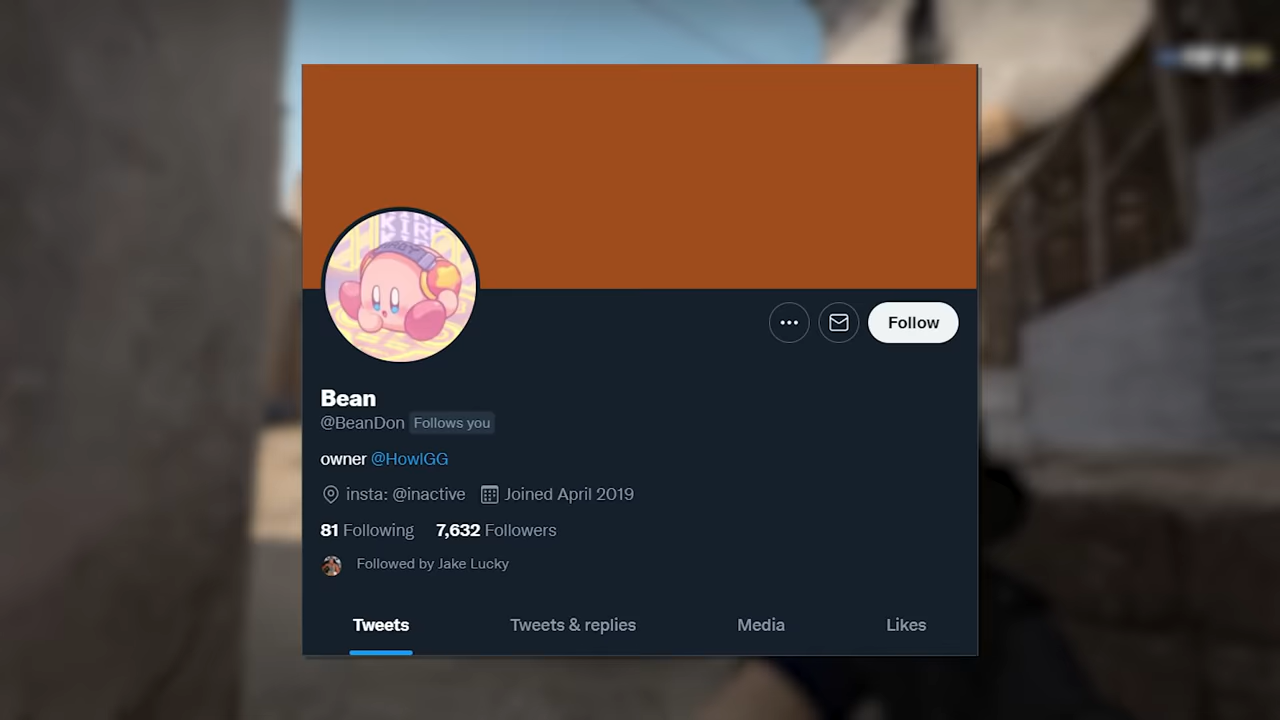 KIRB
Follow
Bean
@BeanDon Follows you
owner @HowlGG
insta: @inactive Joined April 2019
81 Following 7,632 Followers
Followed by Jake Lucky
Tweets Tweets & replies Media Likes